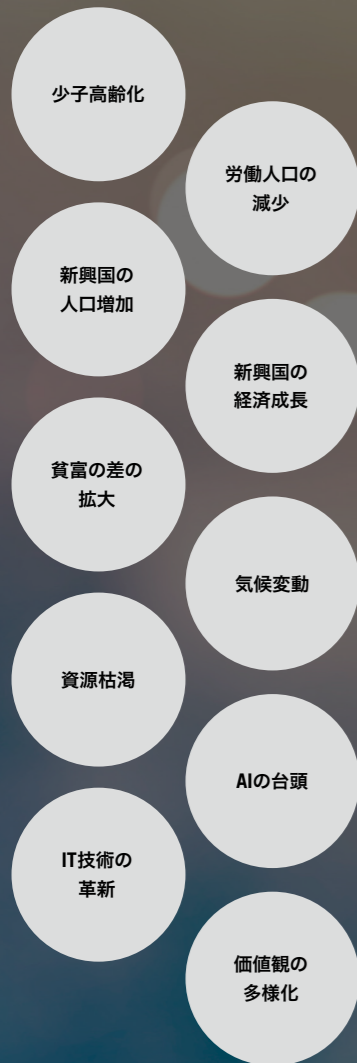 少子高齢化
労働人口の
減少
新興国の
人口増加
新興国の
経済成長
貧富の差の
拡大
気候変動
資源枯渇
AIの台頭
IT技術の
革新
価値観の
多様化